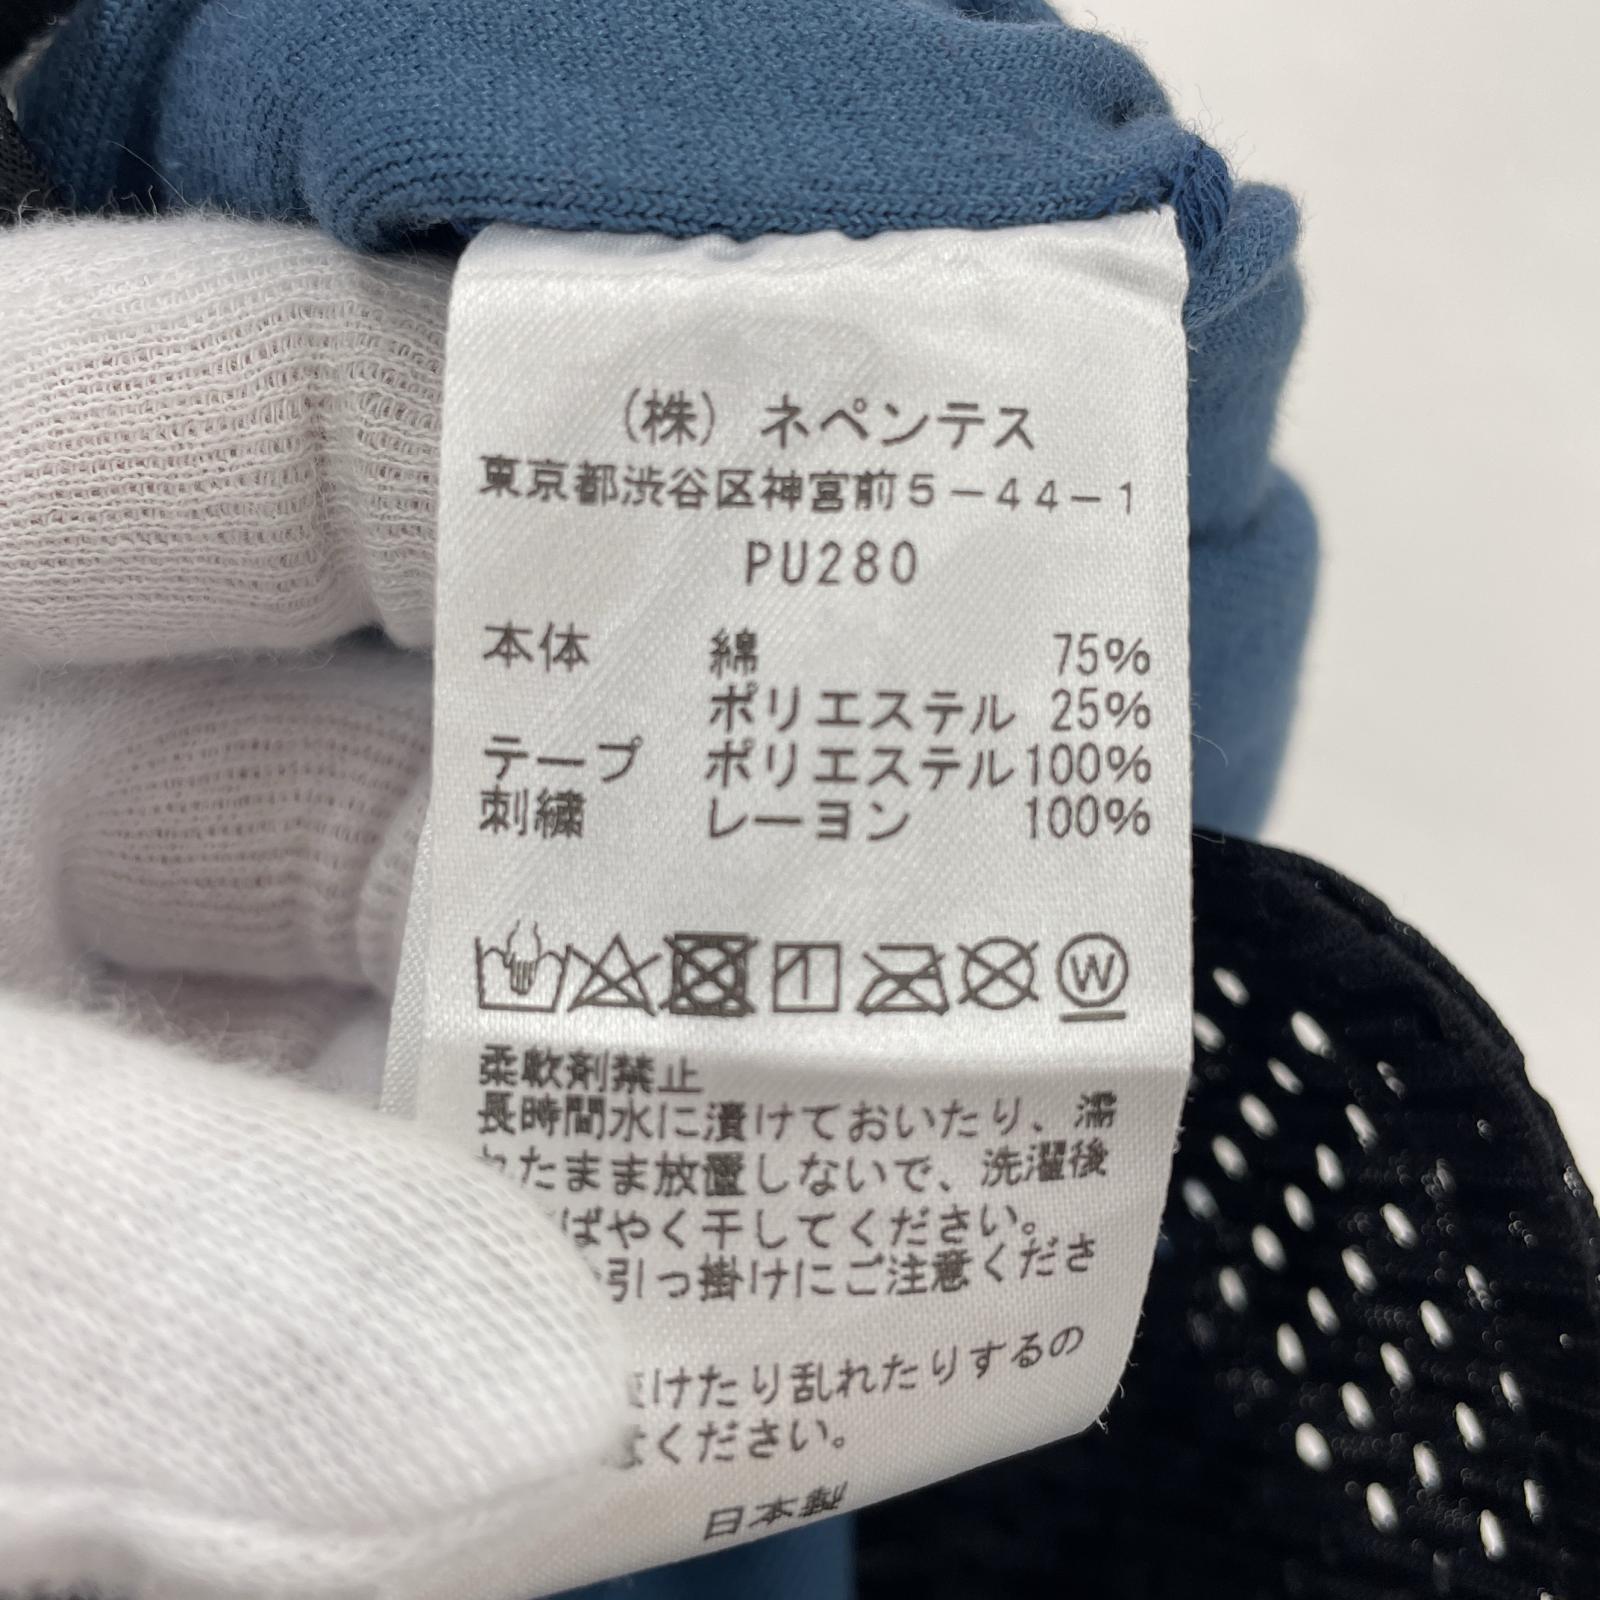 (株) ネペンテス
東京都渋谷区神宮前5-44-1
PU280
本体 綿 75%
ポリエステル 25%
テープ ポリエステル 100%
刺繍 レーヨン 100%
W
柔軟剤禁止
長時間水に漬けておいたり、濡
れたまま放置しないで、洗濯後
ばやく干してください。
引っ掛けにご注意くださ
けたり乱れたりするの
ください。
日本製